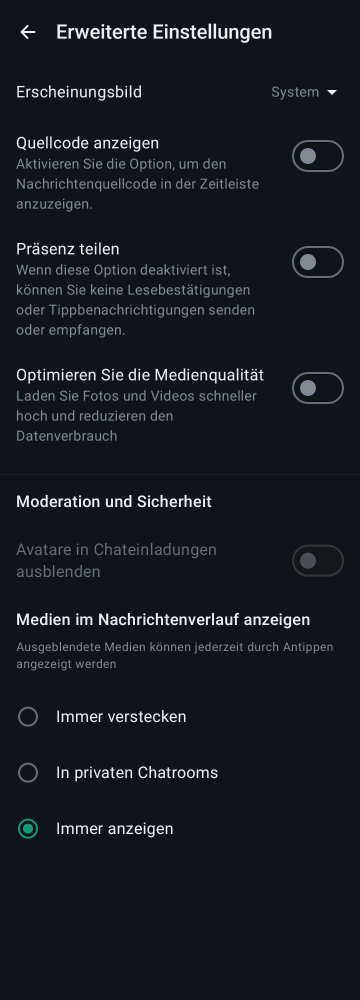 Erweiterte Einstellungen
Erscheinungsbild
System
Quellcode anzeigen
Aktivieren Sie die Option, um den
Nachrichtenquellcode in der Zeitleiste
anzuzeigen.
Präsenz teilen
Wenn diese Option deaktiviert ist,
können Sie keine Lesebestätigungen
oder Tippbenachrichtigungen senden
oder empfangen.
Optimieren Sie die Medienqualität
Laden Sie Fotos und Videos schneller
hoch und reduzieren den
Datenverbrauch
Moderation und Sicherheit
Avatare in Chateinladungen
ausblenden
Medien im Nachrichtenverlauf anzeigen
Ausgeblendete Medien können jederzeit durch Antippen
angezeigt werden
Immer verstecken
In privaten Chatrooms
Immer anzeigen